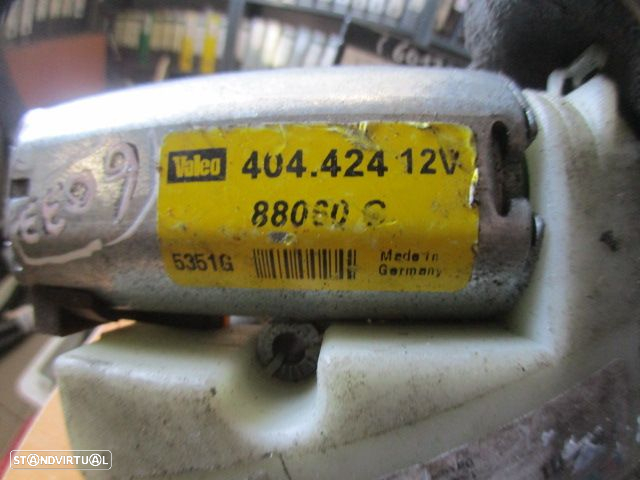 Valeo 404.424 12V
88060 C
5351G
Made in
Germany
STANDVIRTUAL